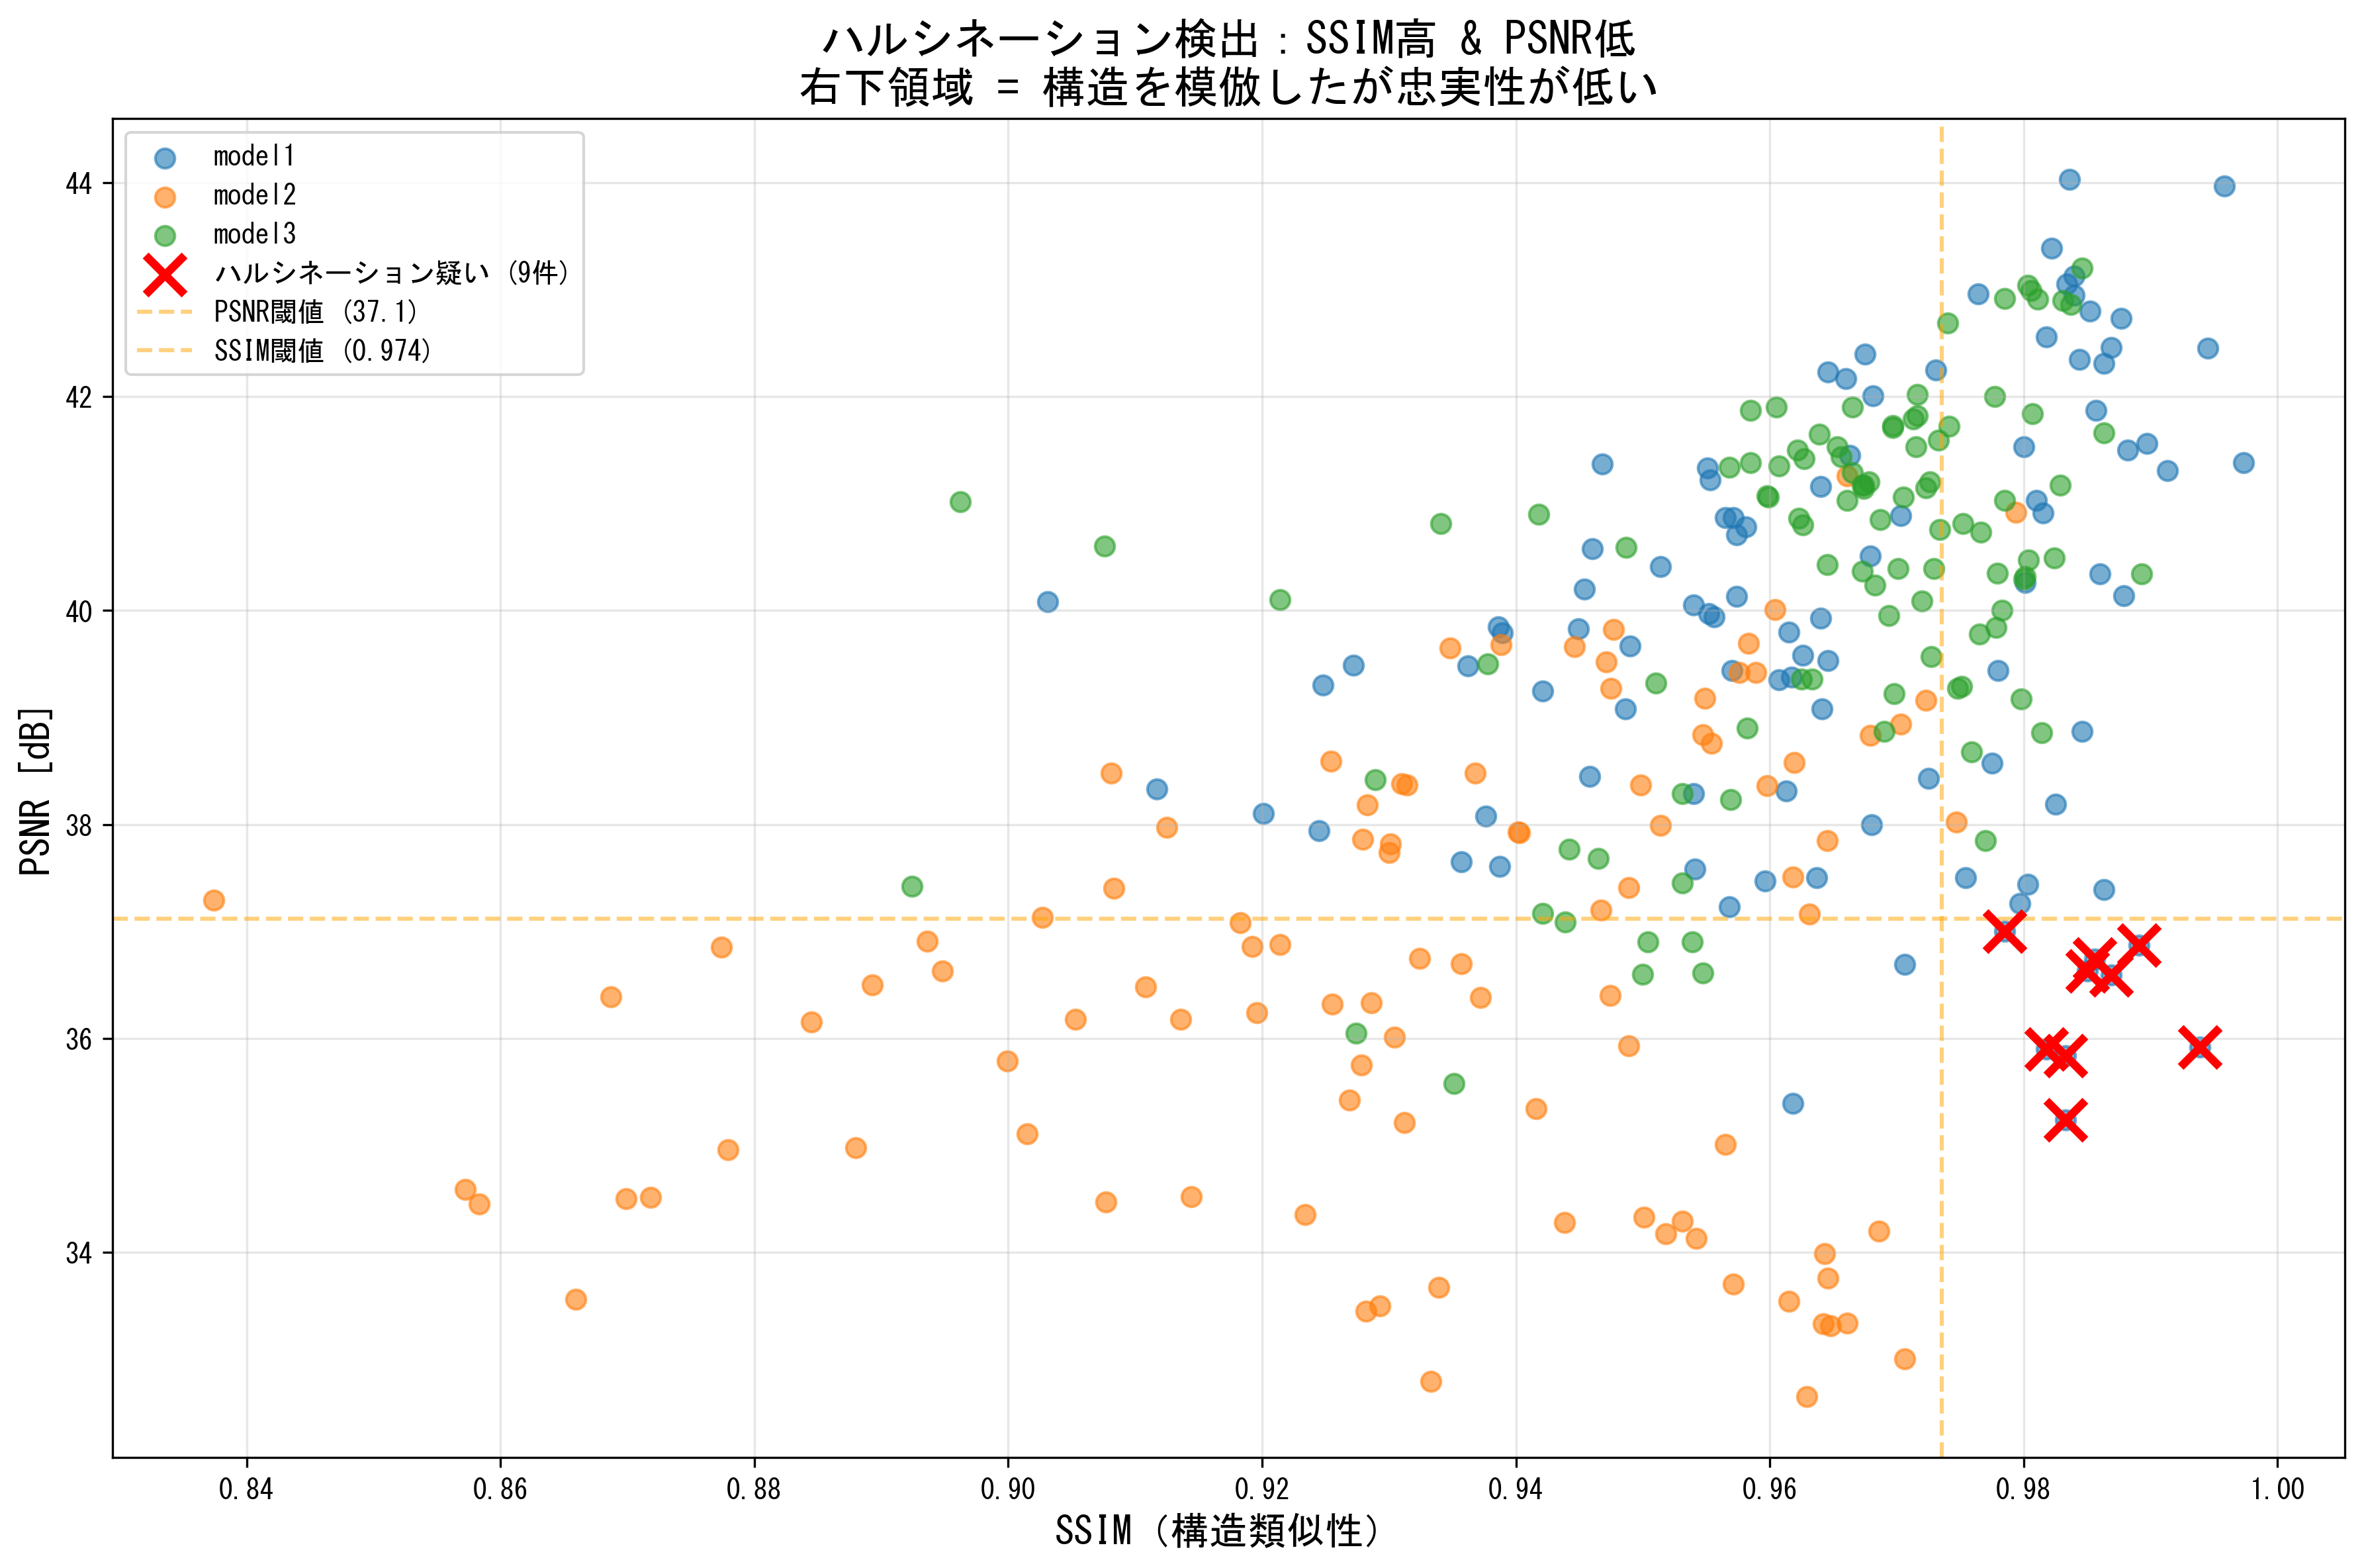 ハルシネーション検出：SSIM高 & PSNR低
右下領域 = 構造を模倣したが忠実性が低い
model1
model2
model3
ハルシネーション疑い (9件)
PSNR閾値 (37.1)
SSIM閾値 (0.974)
PSNR [dB]
44
42
40
38
36
34
0.84
0.86
0.88
0.90
0.92
0.94
0.96
0.98
1.00
SSIM (構造類似性)